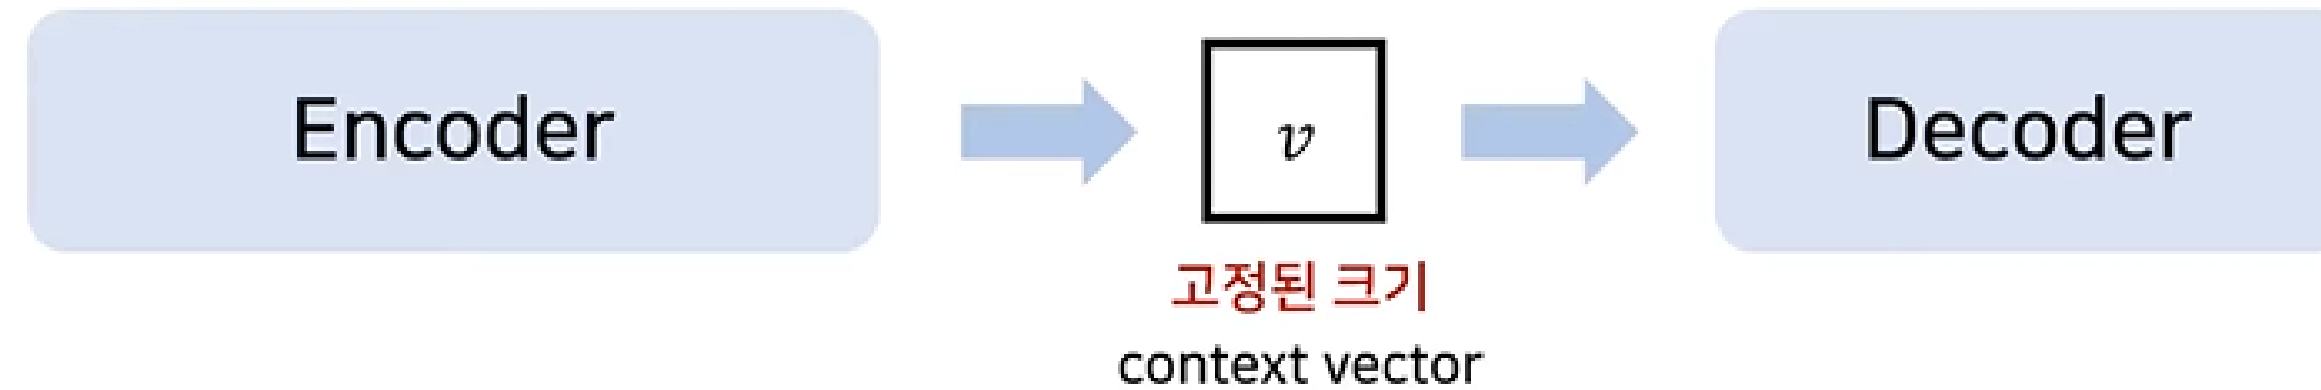 Encoder
v
Decoder
고정된 크기
context vector